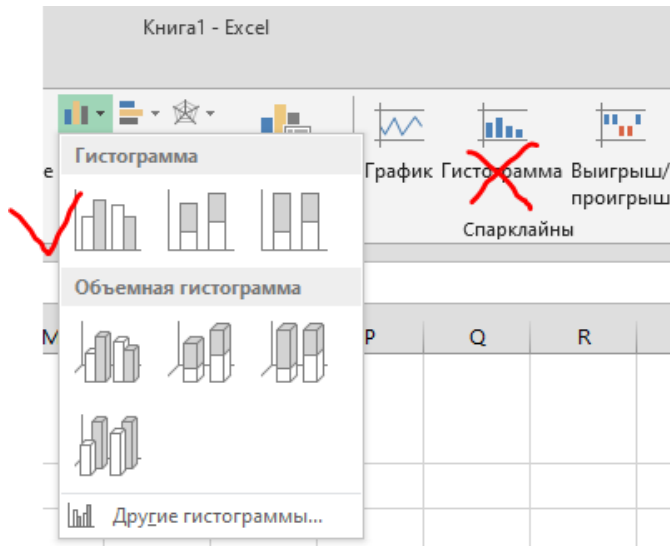 Книга1 - Excel
Гистограмма
е
График Гистограмма Выигрыш/
проигрыш
Спарклайны
Объемная гистограмма
M P Q R
Другие гистограммы...